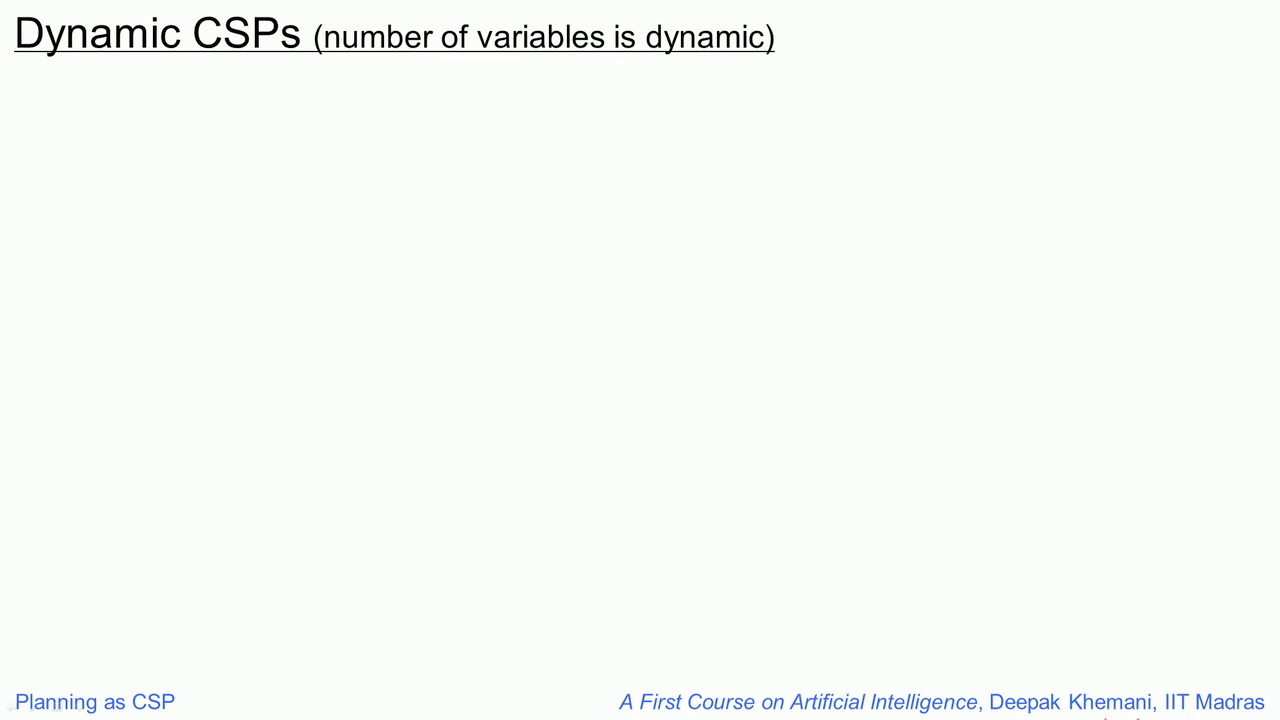 Dynamic CSPs (number of variables is dynamic)
Planning as CSP
A First Course on Artificial Intelligence, Deepak Khemani, IIT Madras